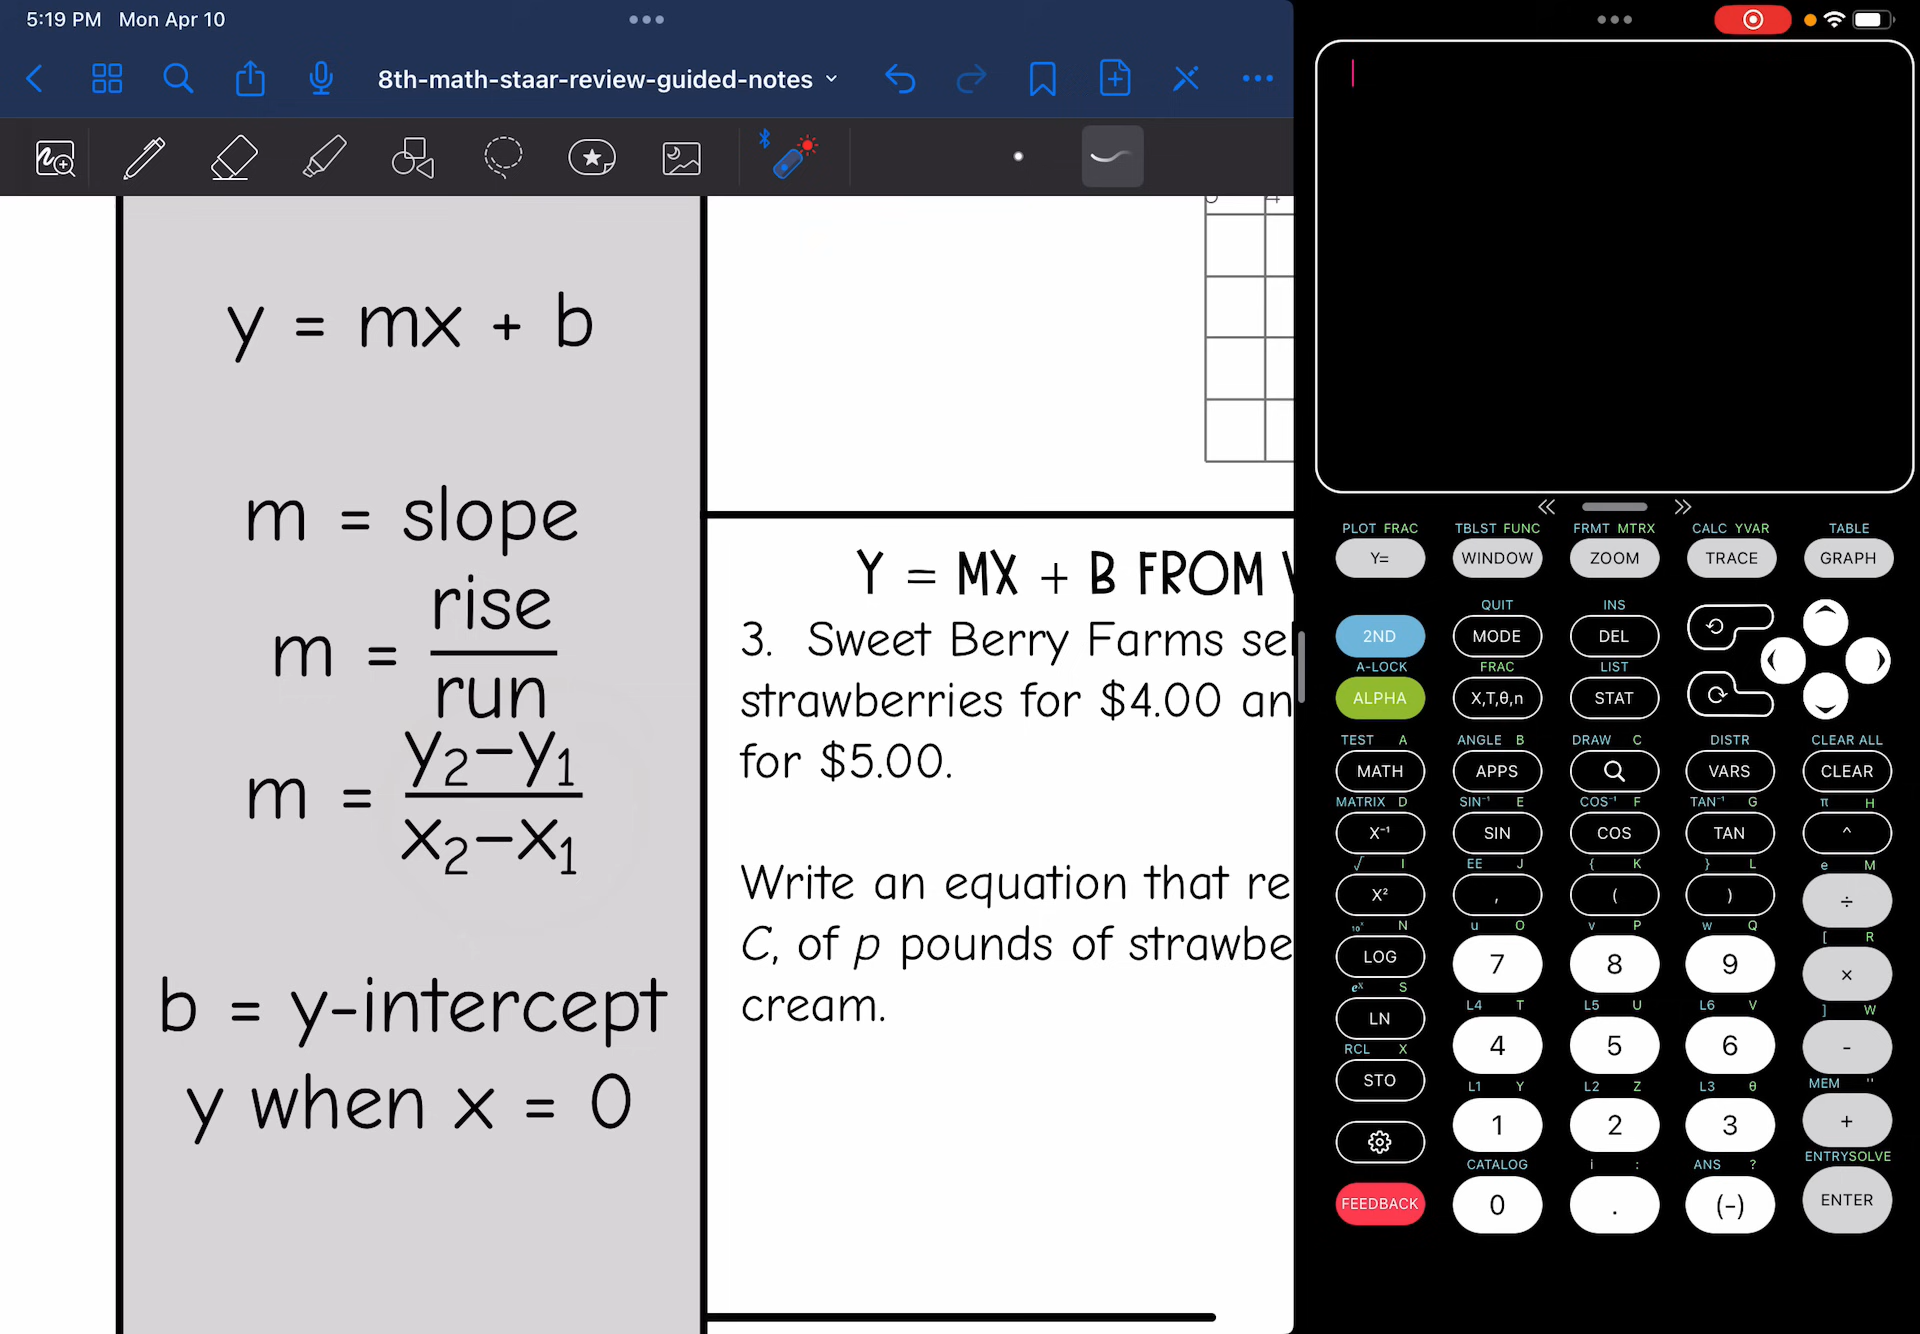 5:19 PM Mon Apr 10
8th-math-staar-review-guided-notes
y = mx + b
m = slope
m = rise
run
m = y₂−y₁
x₂−x₁
b = y-intercept
y when x = 0
Y = MX + B FROM
3. Sweet Berry Farms sel
strawberries for $4.00 an
for $5.00.
Write an equation that re
C, of p pounds of strawbe
cream.
PLOT FRAC TBLST FUNC FRMT MTRX CALC YVAR TABLE
Y= WINDOW ZOOM TRACE GRAPH
QUIT INS
2ND MODE DEL
A-LOCK FRAC LIST
ALPHA X,T,θ,n STAT
TEST A ANGLE B DRAW C DISTR CLEAR ALL
MATH APPS VARS CLEAR
MATRIX D SIN⁻¹ E COS⁻¹ F TAN⁻¹ G π H
X⁻¹ SIN COS TAN ^
√ I EE J { K } L e M
X² , ( ) ÷
10ˣ N u O v P w Q [ R
LOG 7 8 9 ×
eˣ S L4 T L5 U L6 V ] W
LN 4 5 6 -
RCL X L1 Y L2 Z L3 θ MEM "
STO 1 2 3 +
CATALOG i : ANS ? ENTRY SOLVE
FEEDBACK 0 . (-) ENTER